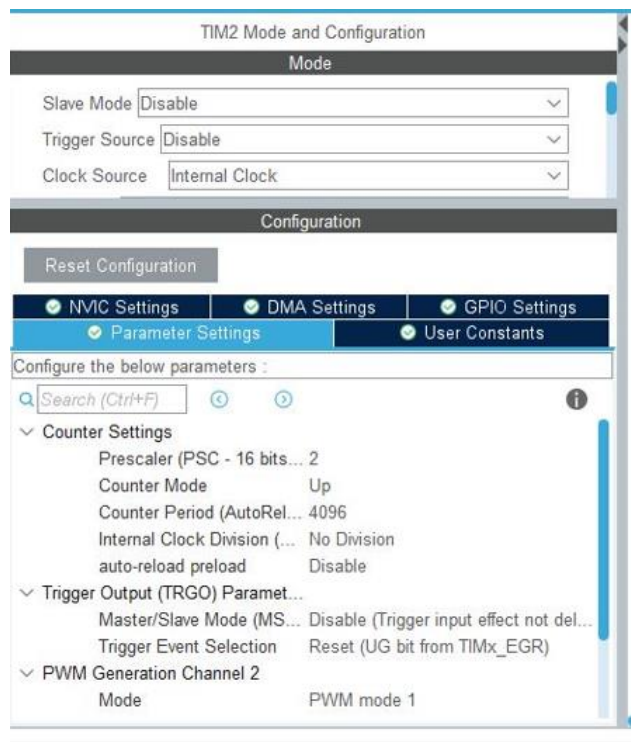 TIM2 Mode and Configuration
Mode
Slave Mode Disable
Trigger Source Disable
Clock Source Internal Clock
Configuration
Reset Configuration
NVIC Settings DMA Settings GPIO Settings
Parameter Settings User Constants
Configure the below parameters :
Search (Ctrl+F)
Counter Settings
Prescaler (PSC - 16 bits... 2
Counter Mode Up
Counter Period (AutoRel... 4096
Internal Clock Division (... No Division
auto-reload preload Disable
Trigger Output (TRGO) Paramet...
Master/Slave Mode (MS... Disable (Trigger input effect not del...
Trigger Event Selection Reset (UG bit from TIMx_EGR)
PWM Generation Channel 2
Mode PWM mode 1